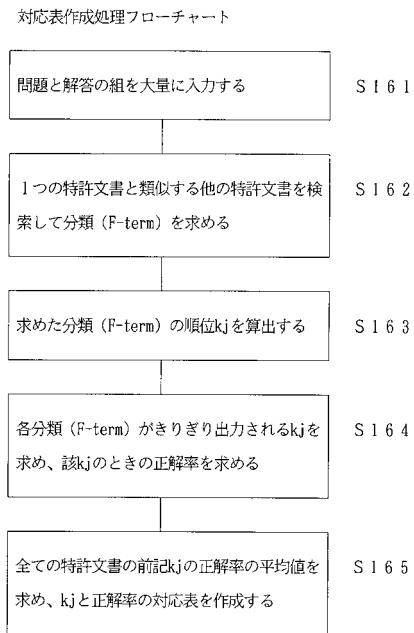 対応表作成処理フローチャート
問題と解答の組を大量に入力する
S161
1つの特許文書と類似する他の特許文書を検
索して分類（F-term）を求める
S162
求めた分類（F-term）の順位kjを算出する
S163
各分類（F-term）がきりぎり出力されるkjを
求め、該kjのときの正解率を求める
S164
全ての特許文書の前記kjの正解率の平均値を
求め、kjと正解率の対応表を作成する
S165